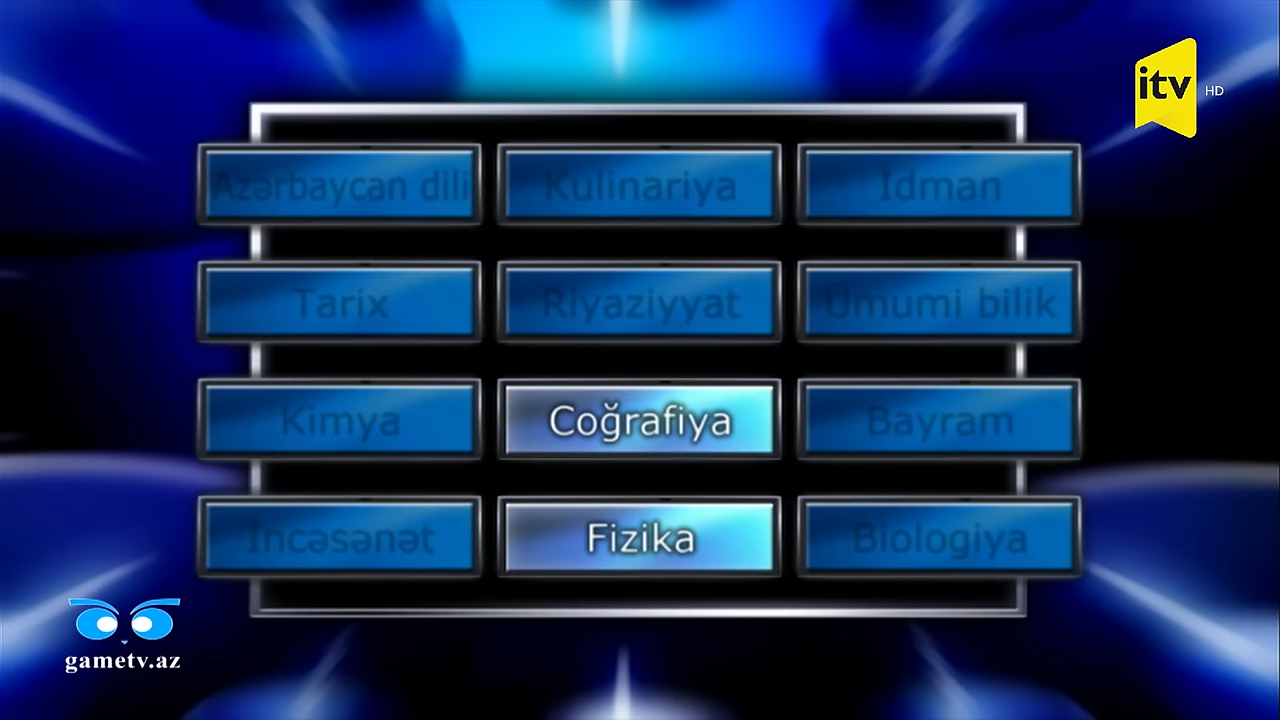 itv HD
Azərbaycan dili Kulinariya İdman
Tarix Riyaziyyat Ümumi bilik
Kimya Coğrafiya Bayram
İncəsənət Fizika Biologiya
gametv.az